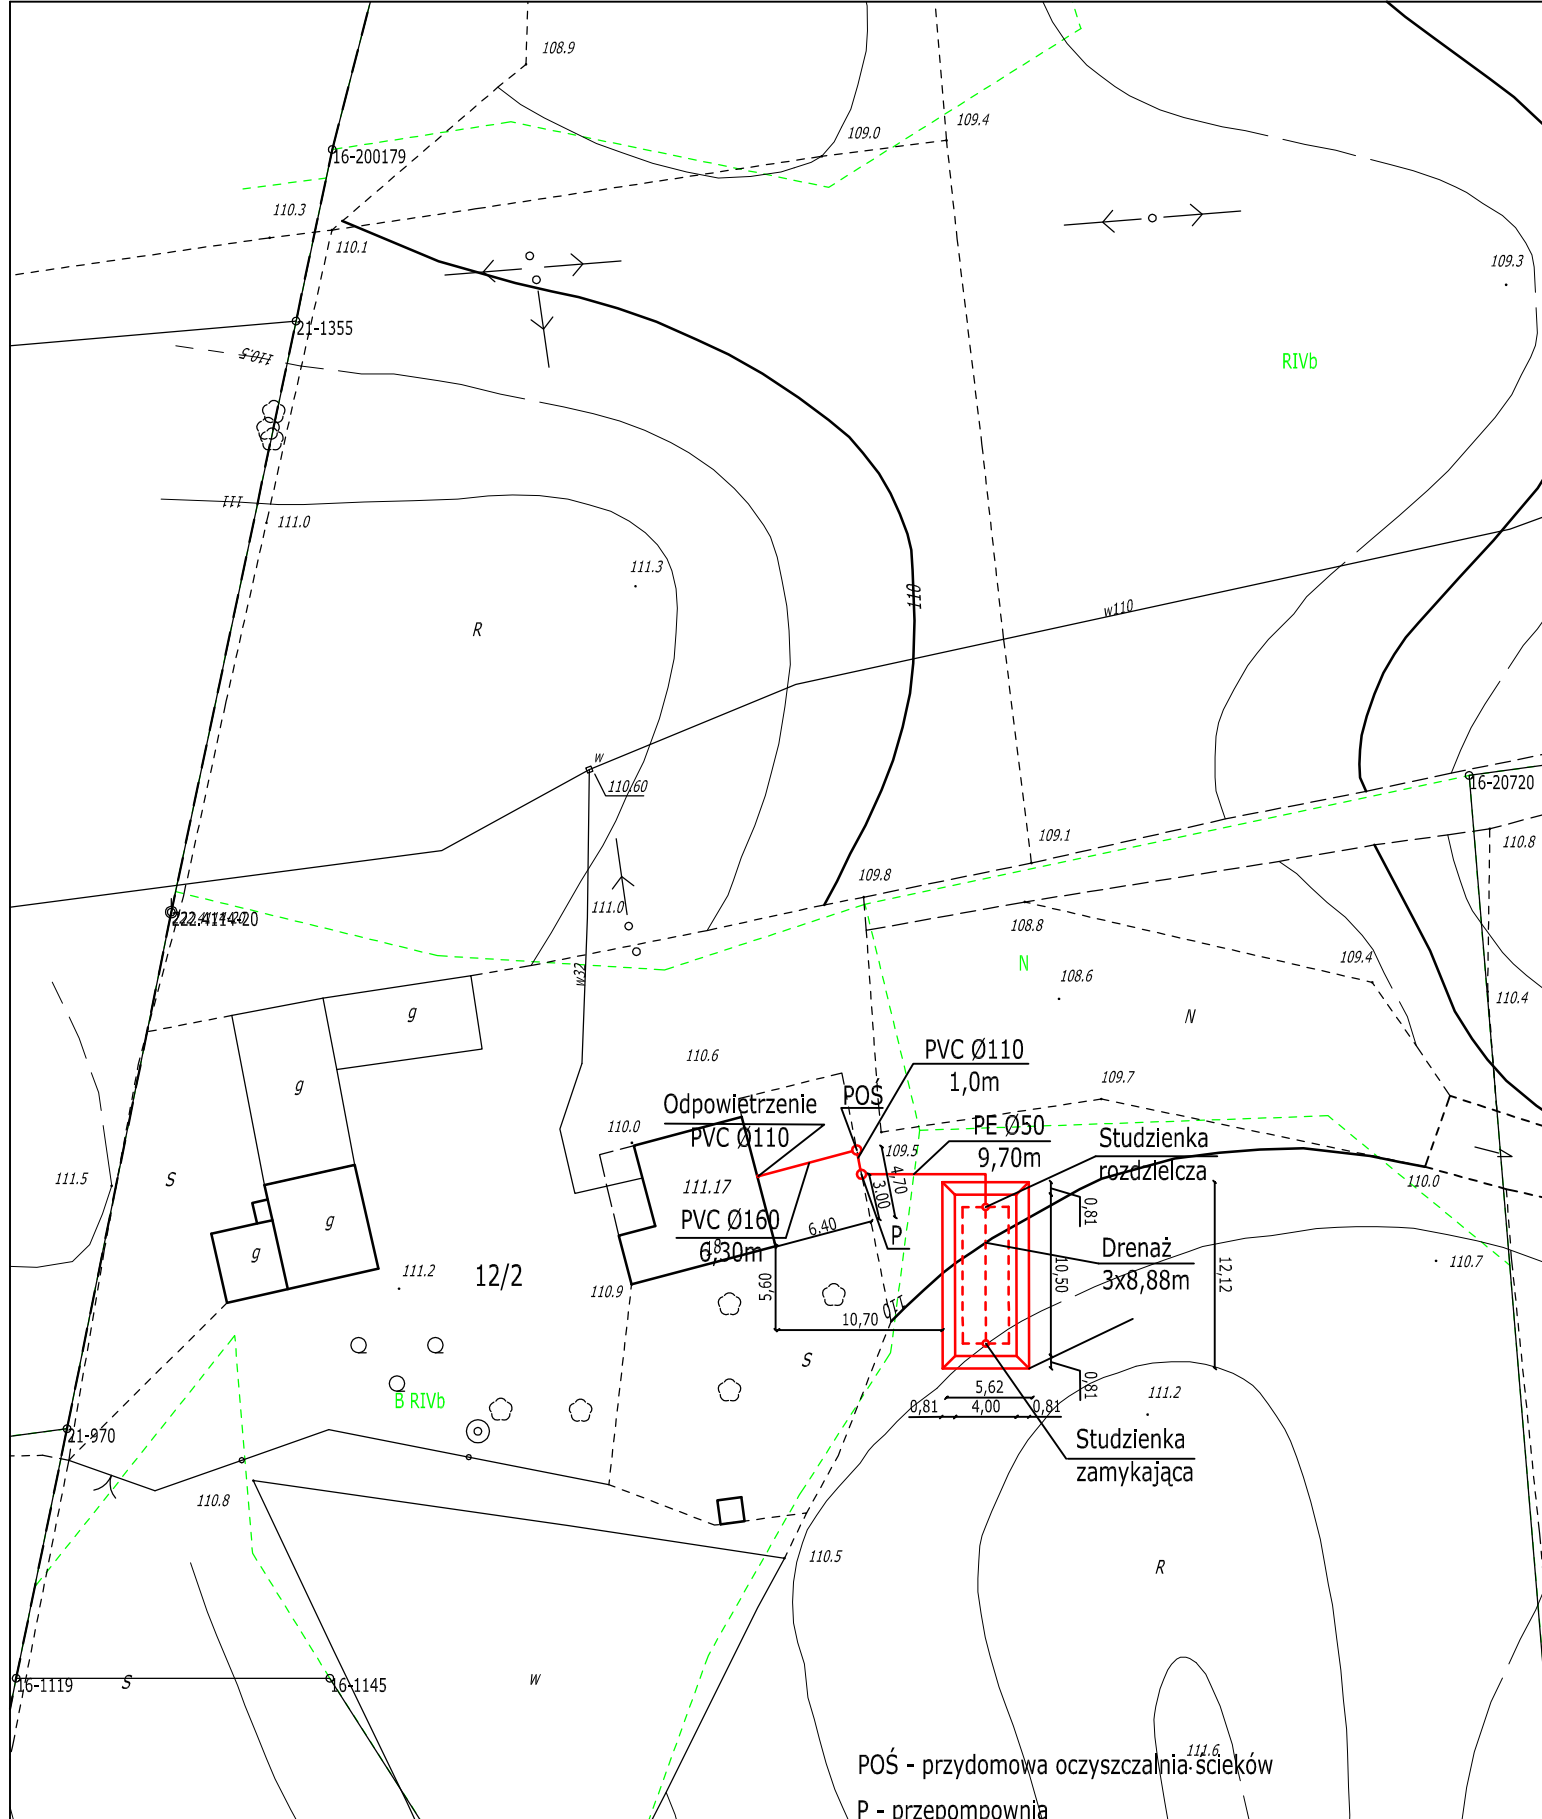 108.9
109.0
109.4
16-200179
110.3
110.1
109.3
21-1355
110.5
RIVb
111
111.0
111.3
110
w110
R
w
110.60
16-20720
109.1
110.8
109.8
111.0
108.8
109.4
w32
N
108.6
110.4
g
N
PVC Ø110
1,0m
110.6
g
109.7
Odpowietrzenie
PVC Ø110
POŚ
110.0
PE Ø50
9,70m
Studzienka
rozdzielcza
109.5
4,70
3.00
111.5
S
111.17
110.0
0,81
PVC Ø160
6,30m
18
6.40
P
g
g
Drenaż
3x8,88m
110.7
111.2
12/2
110.9
5,60
10,50
12,12
110
10,70
S
0,81
5,62
111.2
B RIVb
0,81
4,00
0,81
21-970
Studzienka
zamykająca
110.8
110.5
R
16-1119
S
16-1145
w
111.6
POŚ - przydomowa oczyszczalnia ścieków
P - przepompownia